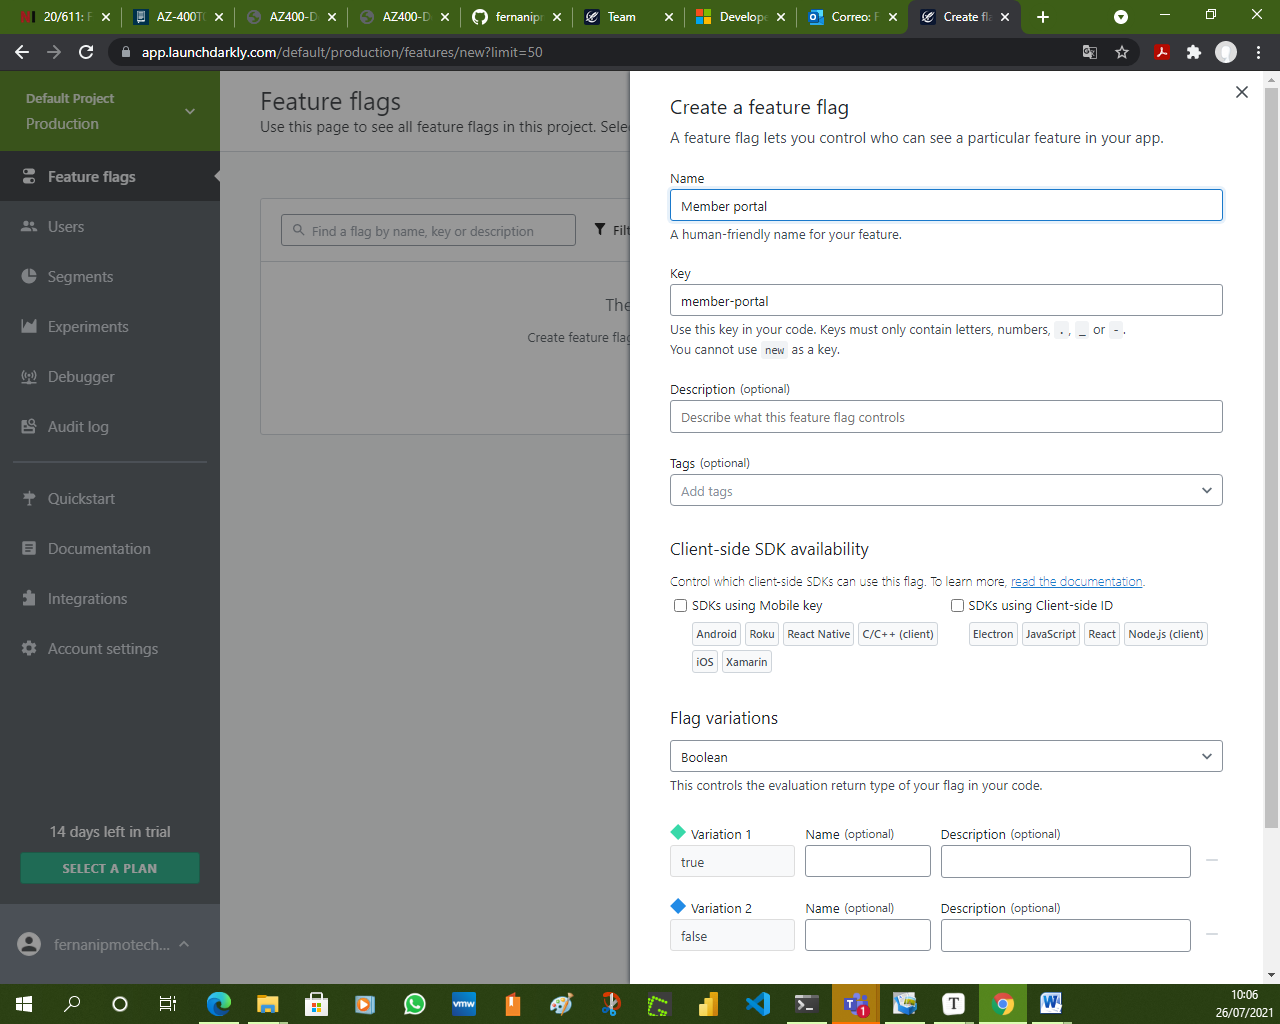 20/611: F
AZ-400T0
AZ400-D
AZ400-D
fernanipr
Team
Develope
Correo: F
Create fla
app.launchdarkly.com/default/production/features/new?limit=50
Default Project
Production
Feature flags
Users
Segments
Experiments
Debugger
Audit log
Quickstart
Documentation
Integrations
Account settings
14 days left in trial
SELECT A PLAN
fernanipmotech...
Feature flags
Use this page to see all feature flags in this project. Sele
Find a flag by name, key or description
Filt
The
Create feature flag
Create a feature flag
A feature flag lets you control who can see a particular feature in your app.
Name
Member portal
A human-friendly name for your feature.
Key
member-portal
Use this key in your code. Keys must only contain letters, numbers, ., _ or -.
You cannot use new as a key.
Description (optional)
Describe what this feature flag controls
Tags (optional)
Add tags
Client-side SDK availability
Control which client-side SDKs can use this flag. To learn more, read the documentation.
SDKs using Mobile key
Android Roku React Native C/C++ (client)
iOS Xamarin
SDKs using Client-side ID
Electron JavaScript React Node.js (client)
Flag variations
Boolean
This controls the evaluation return type of your flag in your code.
Variation 1 Name (optional) Description (optional)
true
Variation 2 Name (optional) Description (optional)
false
10:06
26/07/2021